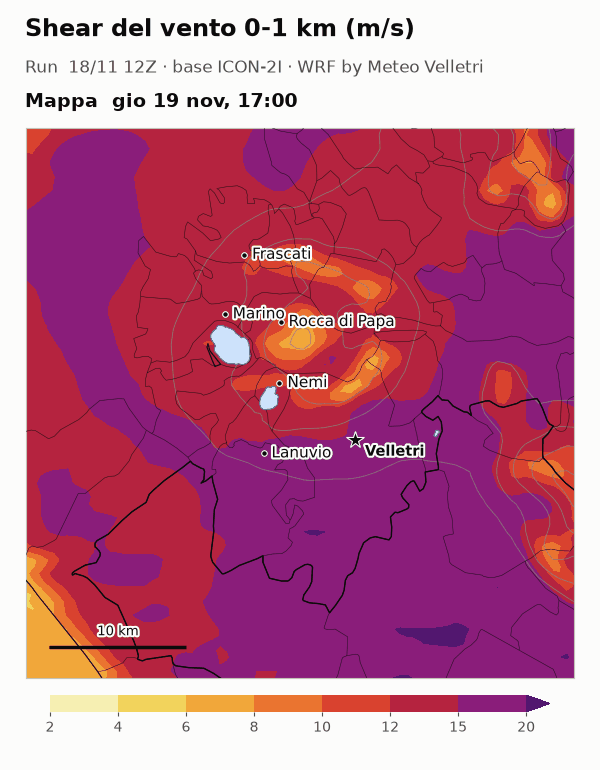 Shear del vento 0-1 km (m/s)
Run  18/11 12Z · base ICON-2I · WRF by Meteo Velletri
Mappa  gio 19 nov, 17:00
Frascati
Marino
Rocca di Papa
Nemi
Velletri
Lanuvio
10 km
2 4 6 8 10 12 15 20